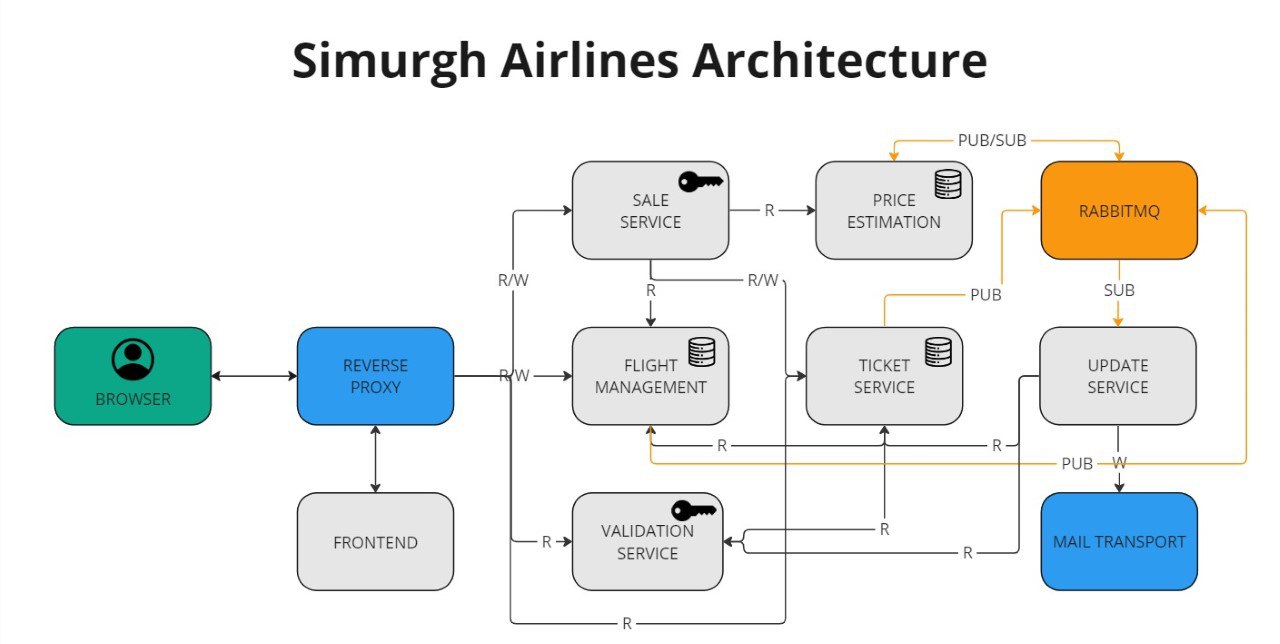 Simurgh Airlines Architecture
PUB/SUB
SALE
SERVICE
R
PRICE
ESTIMATION
RABBITMQ
R/W
R
R/W
PUB
SUB
BROWSER
REVERSE
PROXY
R/W
FLIGHT
MANAGEMENT
TICKET
SERVICE
UPDATE
SERVICE
R
R
PUB
W
FRONTEND
R
VALIDATION
SERVICE
R
R
MAIL TRANSPORT
R